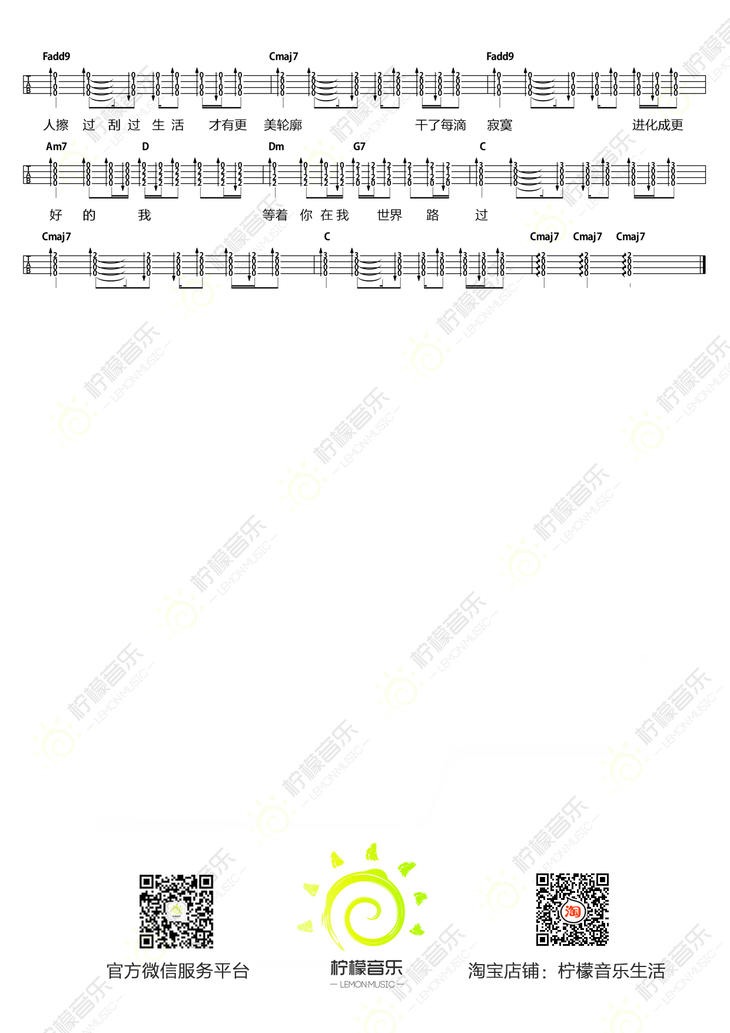 Fadd9 Cmaj7 Fadd9
人擦 过 刮 过 生 活 才有更 美轮廓 干了每滴 寂寞 进化成更
Am7 D Dm G7 C
好 的 我 等着 你 在 我 世界 路 过
Cmaj7 C Cmaj7 Cmaj7 Cmaj7
柠檬音乐
LEMON MUSIC
官方微信服务平台
淘
淘宝店铺：柠檬音乐生活